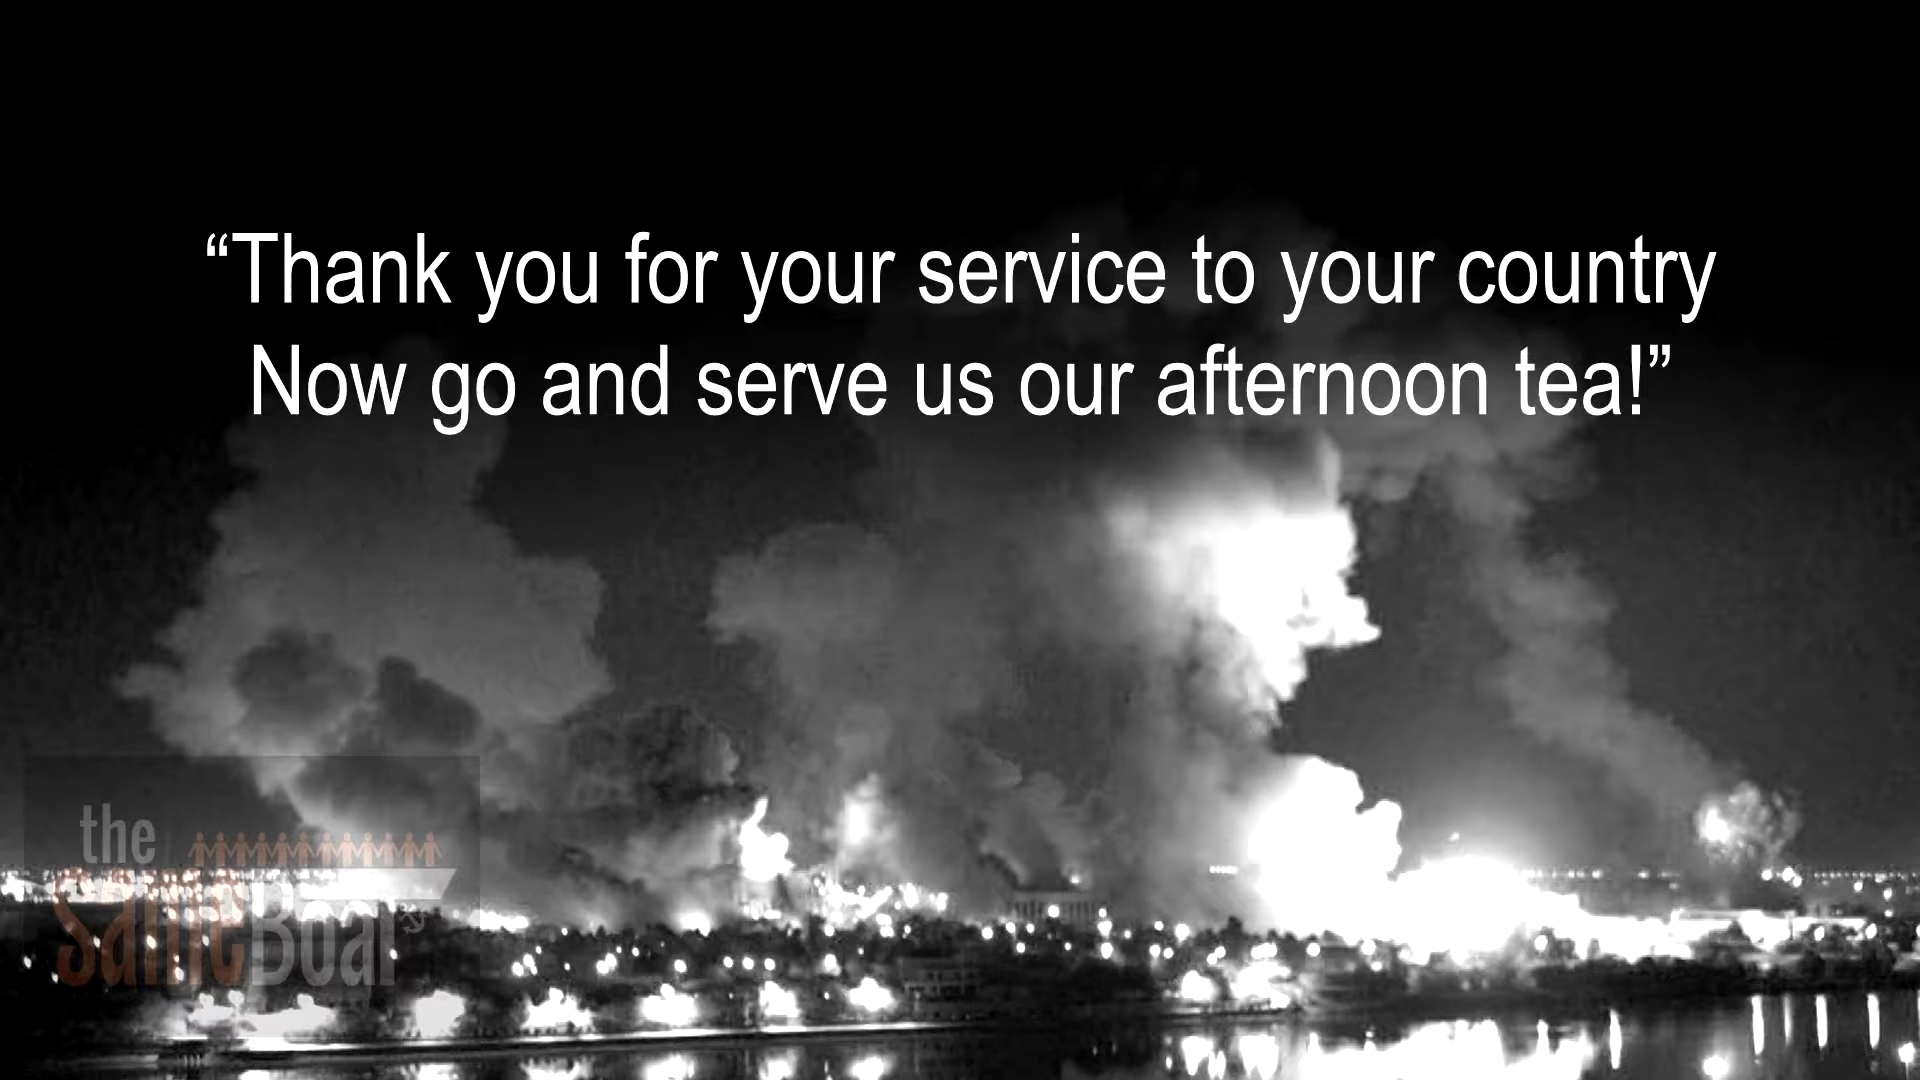 “Thank you for your service to your country
Now go and serve us our afternoon tea!”
the
SameBoat